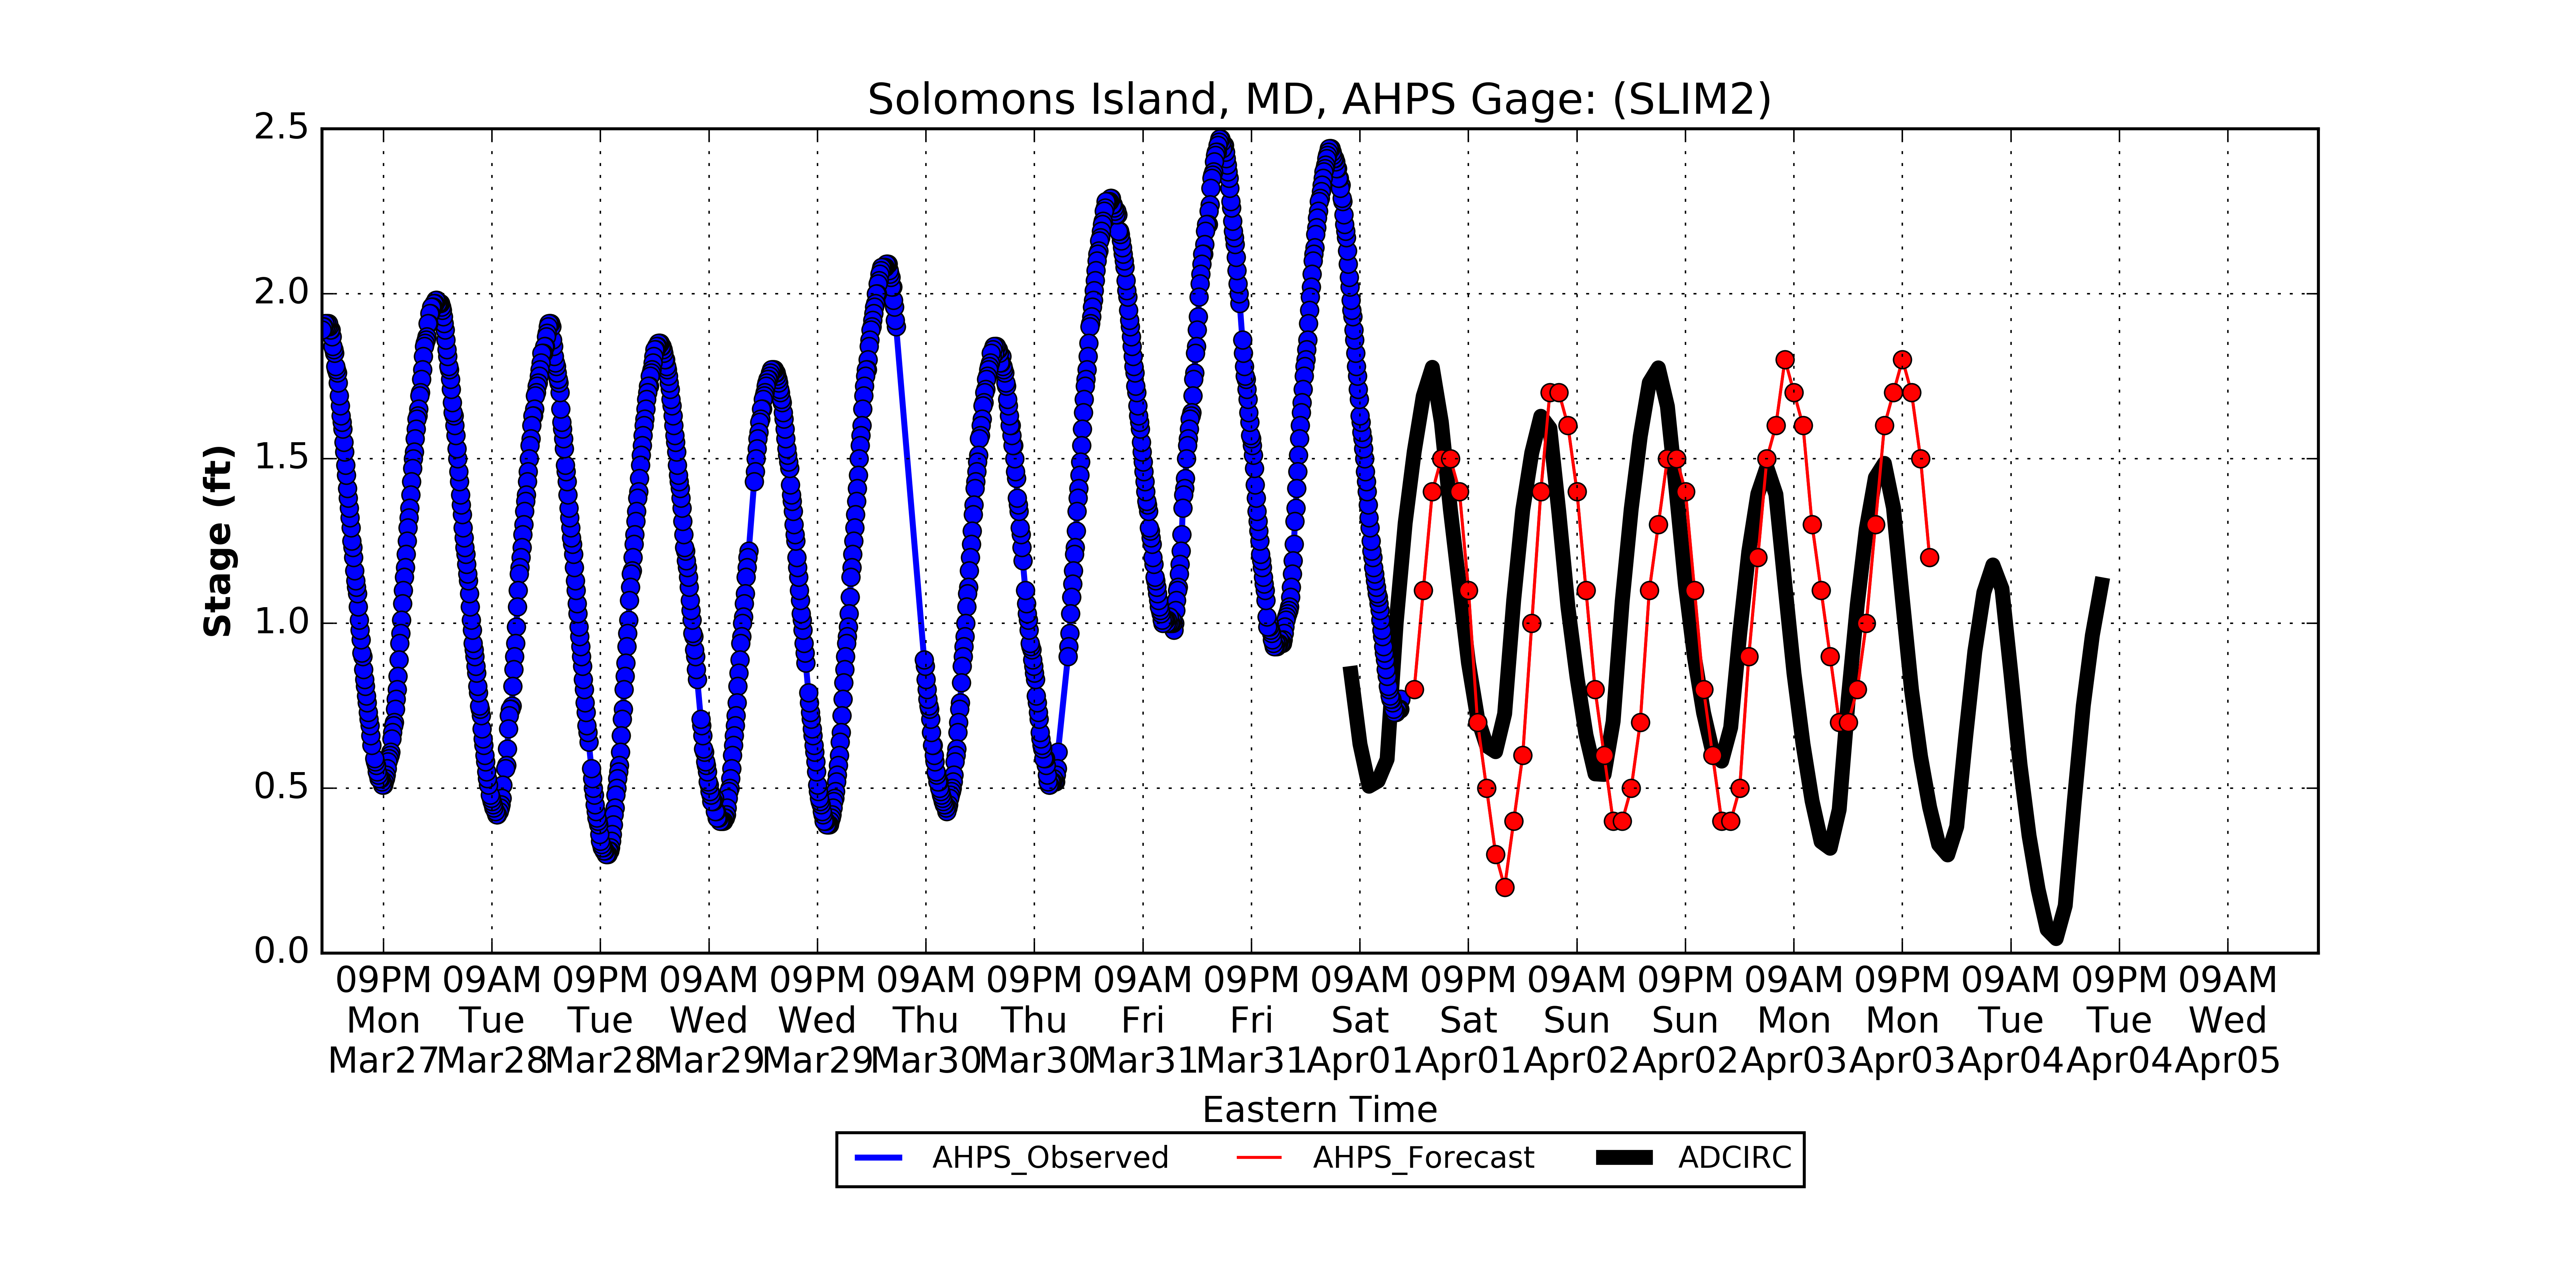 Solomons Island, MD, AHPS Gage: (SLIM2)
2.5
2.0
1.5
1.0
0.5
0.0
Stage (ft)
09PM 09AM 09PM 09AM 09PM 09AM 09PM 09AM 09PM 09AM 09PM 09AM 09PM 09AM 09PM 09AM 09PM 09AM
Mon Tue Tue Wed Wed Thu Thu Fri Fri Sat Sat Sun Sun Mon Mon Tue Tue Wed
Mar27 Mar28 Mar28 Mar29 Mar29 Mar30 Mar30 Mar31 Mar31 Apr01 Apr01 Apr02 Apr02 Apr03 Apr03 Apr04 Apr04 Apr05
Eastern Time
AHPS_Observed AHPS_Forecast ADCIRC